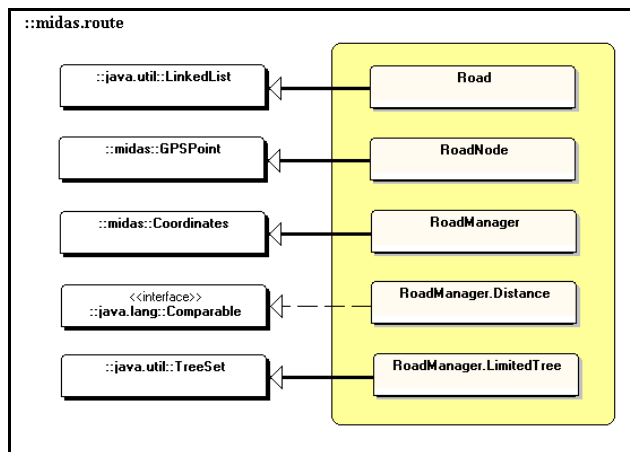 ::midas.route
::java.util::LinkedList
Road
::midas::GPSPoint
RoadNode
::midas::Coordinates
RoadManager
<<interface>>
::java.lang::Comparable
RoadManager.Distance
::java.util::TreeSet
RoadManager.LimitedTree